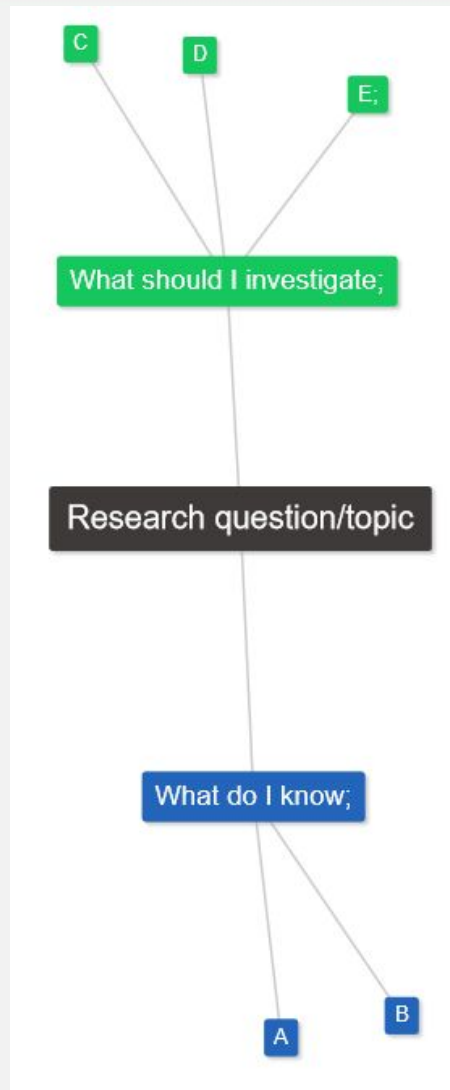 C
D
E;
What should I investigate;
Research question/topic
What do I know;
B
A